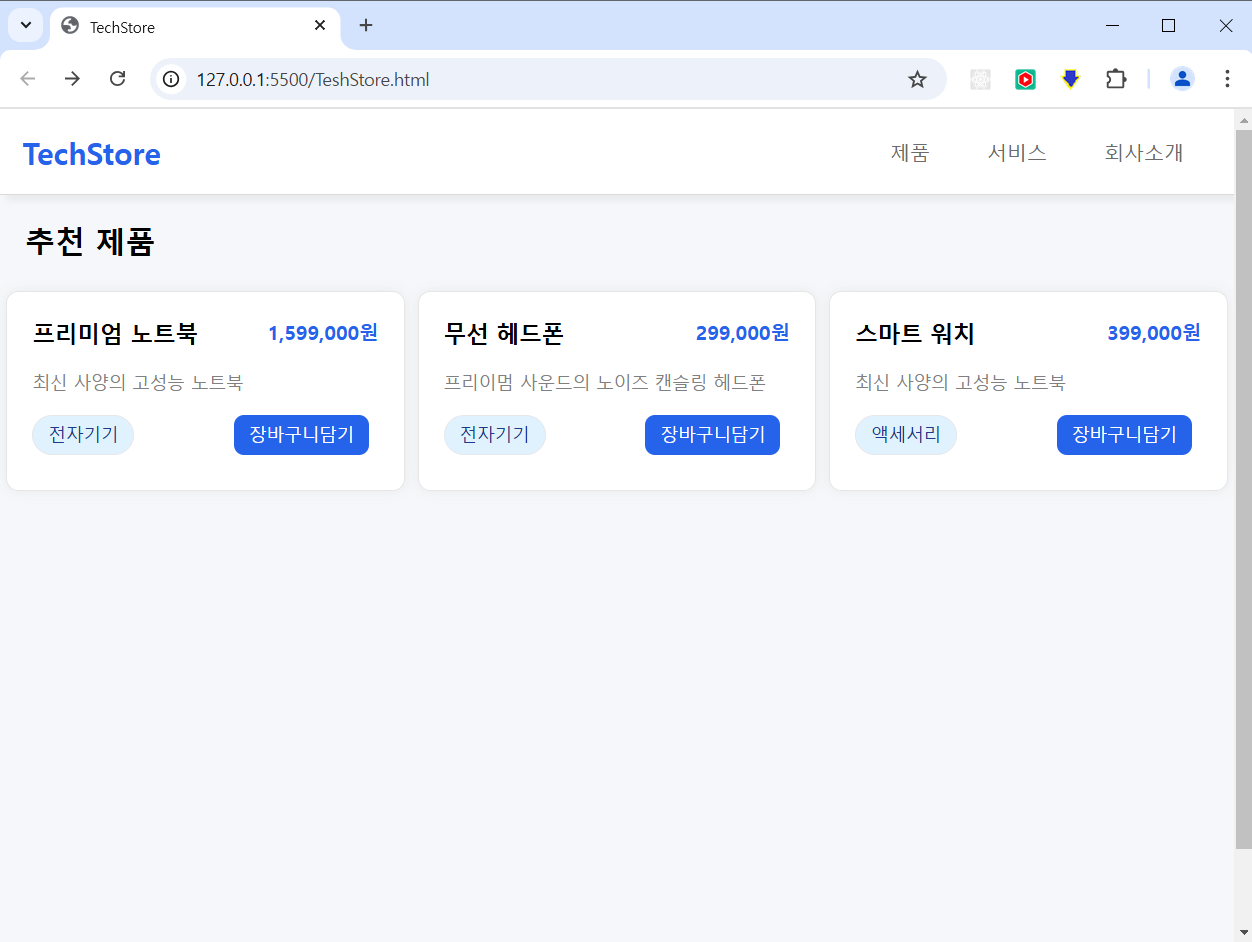 TechStore
127.0.0.1:5500/TeshStore.html
TechStore
제품 서비스 회사소개
추천 제품
프리미엄 노트북 1,599,000원
최신 사양의 고성능 노트북
전자기기 장바구니담기
무선 헤드폰 299,000원
프리이멈 사운드의 노이즈 캔슬링 헤드폰
전자기기 장바구니담기
스마트 워치 399,000원
최신 사양의 고성능 노트북
액세서리 장바구니담기